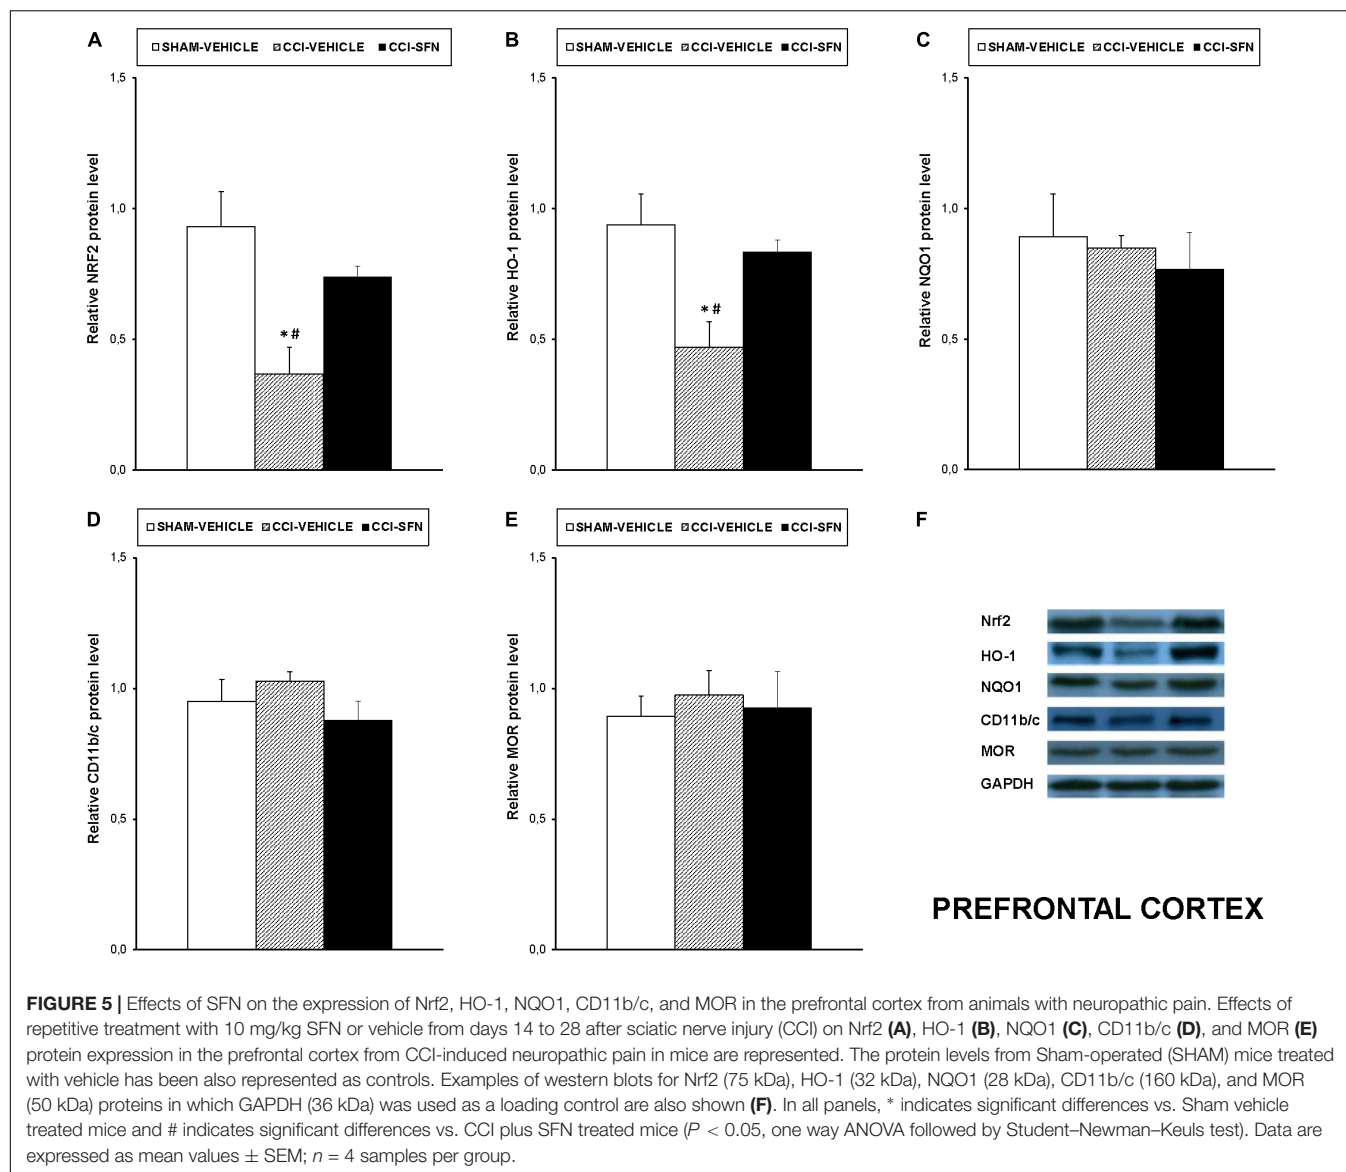 A
SHAM-VEHICLE CCI-VEHICLE CCI-SFN
Relative NRF2 protein level
1,5
1,0
0,5
0,0
*#
B
SHAM-VEHICLE CCI-VEHICLE CCI-SFN
Relative HO-1 protein level
1,5
1,0
0,5
0,0
*#
C
SHAM-VEHICLE CCI-VEHICLE CCI-SFN
Relative NQO1 protein level
1,5
1,0
0,5
0,0
D
SHAM-VEHICLE CCI-VEHICLE CCI-SFN
Relative CD11b/c protein level
1,5
1,0
0,5
0,0
E
SHAM-VEHICLE CCI-VEHICLE CCI-SFN
Relative MOR protein level
1,5
1,0
0,5
0,0
F
Nrf2
HO-1
NQO1
CD11b/c
MOR
GAPDH
PREFRONTAL CORTEX
FIGURE 5 | Effects of SFN on the expression of Nrf2, HO-1, NQO1, CD11b/c, and MOR in the prefrontal cortex from animals with neuropathic pain. Effects of
repetitive treatment with 10 mg/kg SFN or vehicle from days 14 to 28 after sciatic nerve injury (CCI) on Nrf2 (A), HO-1 (B), NQO1 (C), CD11b/c (D), and MOR (E)
protein expression in the prefrontal cortex from CCI-induced neuropathic pain in mice are represented. The protein levels from Sham-operated (SHAM) mice treated
with vehicle has been also represented as controls. Examples of western blots for Nrf2 (75 kDa), HO-1 (32 kDa), NQO1 (28 kDa), CD11b/c (160 kDa), and MOR
(50 kDa) proteins in which GAPDH (36 kDa) was used as a loading control are also shown (F). In all panels, * indicates significant differences vs. Sham vehicle
treated mice and # indicates significant differences vs. CCI plus SFN treated mice (P < 0.05, one way ANOVA followed by Student–Newman–Keuls test). Data are
expressed as mean values ± SEM; n = 4 samples per group.